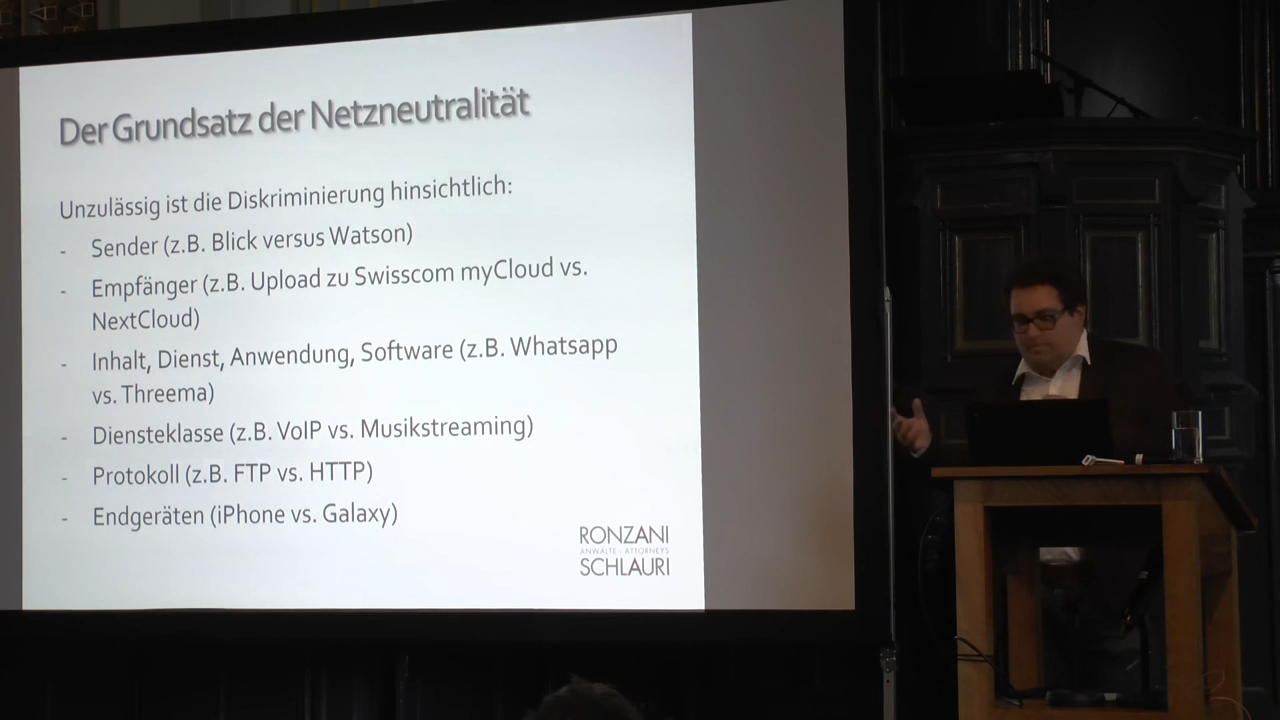 Der Grundsatz der Netzneutralität
Unzulässig ist die Diskriminierung hinsichtlich:
- Sender (z.B. Blick versus Watson)
- Empfänger (z.B. Upload zu Swisscom myCloud vs.
NextCloud)
- Inhalt, Dienst, Anwendung, Software (z.B. Whatsapp
vs. Threema)
- Diensteklasse (z.B. VoIP vs. Musikstreaming)
- Protokoll (z.B. FTP vs. HTTP)
- Endgeräten (iPhone vs. Galaxy)
RONZANI
ANWÄLTE · ATTORNEYS
SCHLAURI